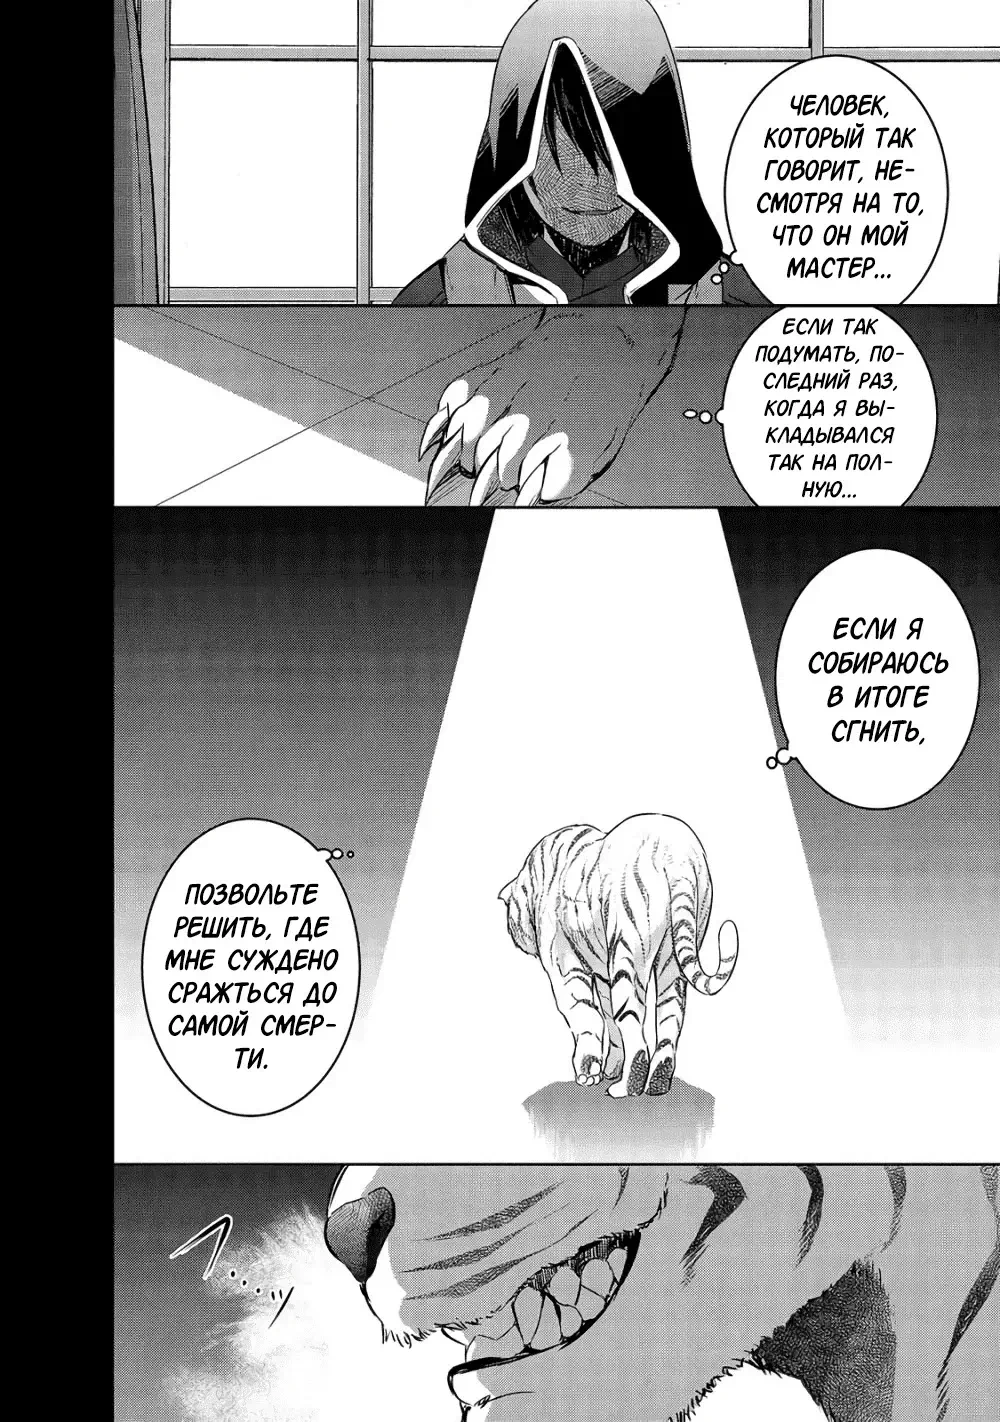 ЧЕЛОВЕК,
КОТОРЫЙ ТАК
ГОВОРИТ, НЕ-
СМОТРЯ НА ТО,
ЧТО ОН МОЙ
МАСТЕР...
ЕСЛИ ТАК
ПОДУМАТЬ, ПО-
СЛЕДНИЙ РАЗ,
КОГДА Я ВЫ-
КЛАДЫВАЛСЯ
ТАК НА ПОЛ-
НУЮ...
ЕСЛИ Я
СОБИРАЮСЬ
В ИТОГЕ
СГНИТЬ,
ПОЗВОЛЬТЕ
РЕШИТЬ, ГДЕ
МНЕ СУЖДЕНО
СРАЖТЬСЯ ДО
САМОЙ СМЕР-
ТИ.